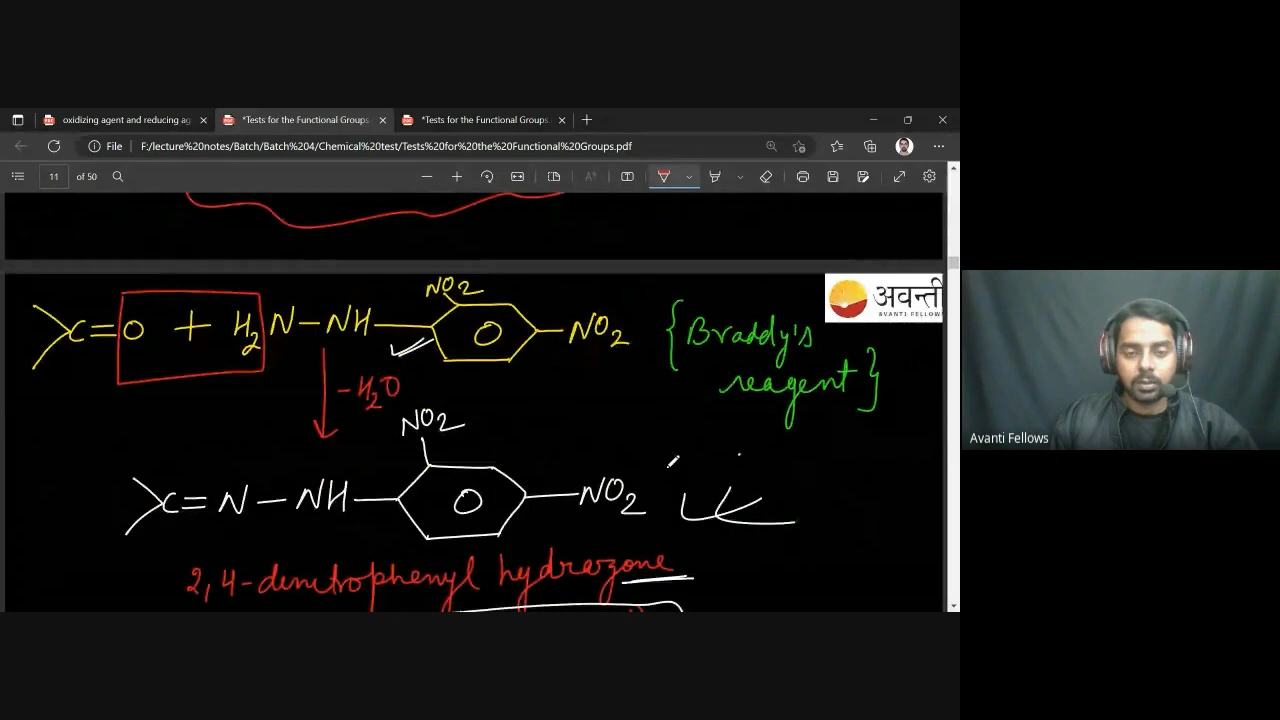 oxidizing agent and reducing ag
*Tests for the Functional Groups
*Tests for the Functional Groups.
File
F:/lecture%20notes/Batch/Batch%204/Chemical%20test/Tests%20for%20the%20Functional%20Groups.pdf
11 of 50
अवन्ती
AVANTI FELLOW
NO2
C=O + H2N-NH
O
NO2
{Braddy's
reagent}
-H2O
NO2
C=N-NH
O
NO2
2,4-denetrophenyl hydrazone
Avanti Fellows